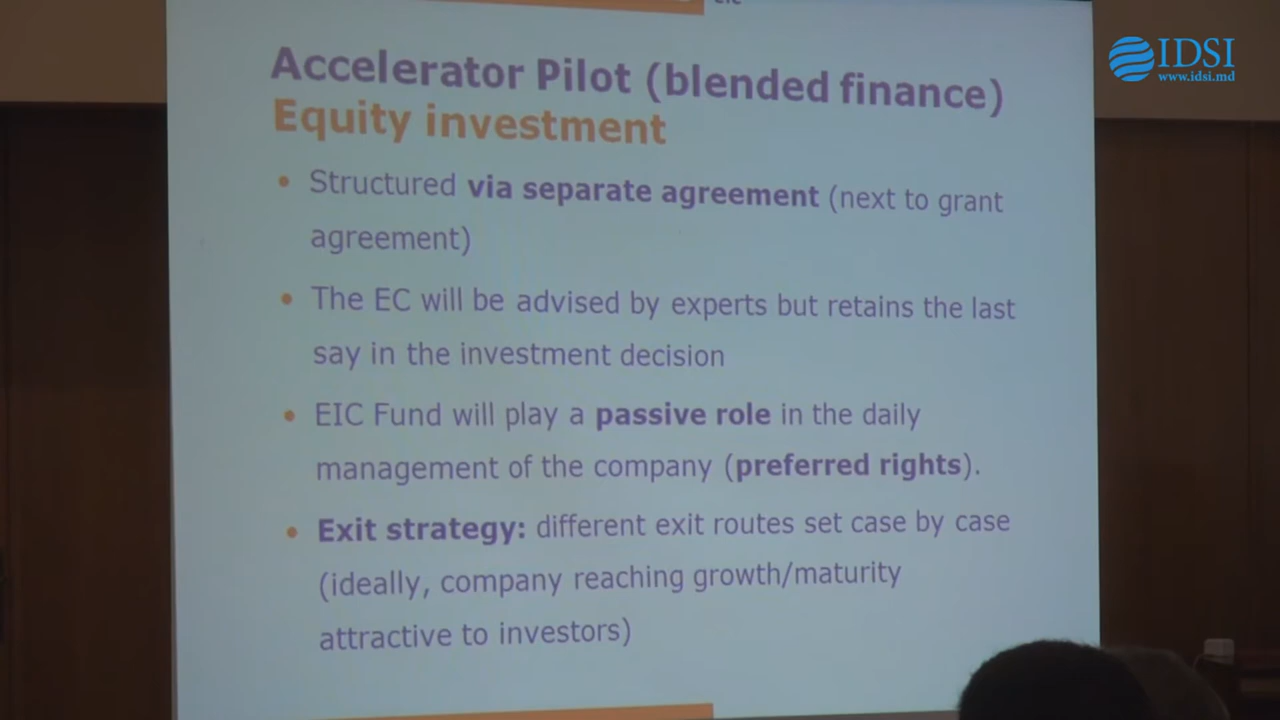 IDSI
www.idsi.md
Accelerator Pilot (blended finance)
Equity investment
• Structured via separate agreement (next to grant
agreement)
• The EC will be advised by experts but retains the last
say in the investment decision
• EIC Fund will play a passive role in the daily
management of the company (preferred rights).
• Exit strategy: different exit routes set case by case
(ideally, company reaching growth/maturity
attractive to investors)